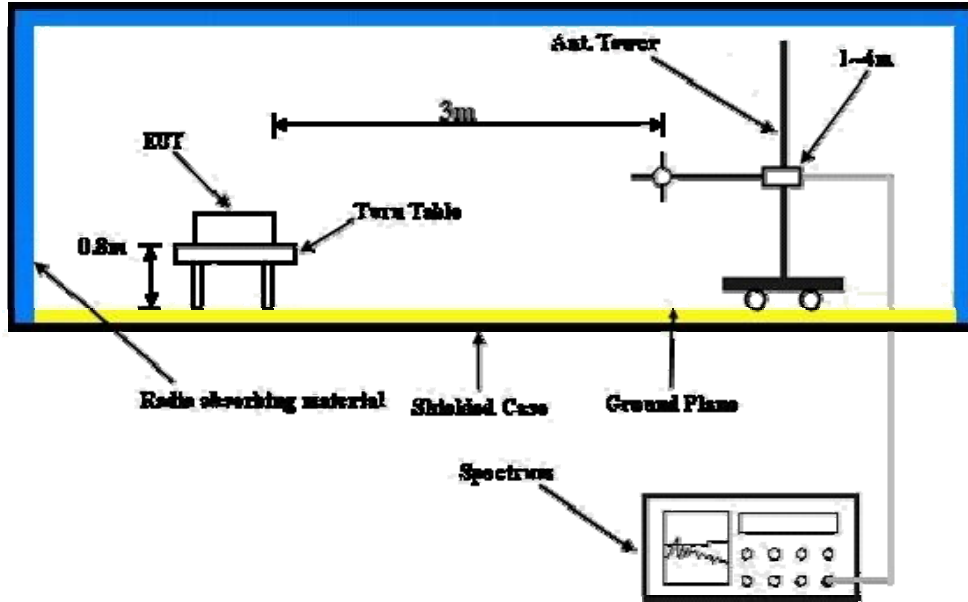 Ant. Tower
1~4m
3m
EUT
Turn Table
0.8m
Radio absorbing material
Shielded Case
Ground Plane
Spectrum